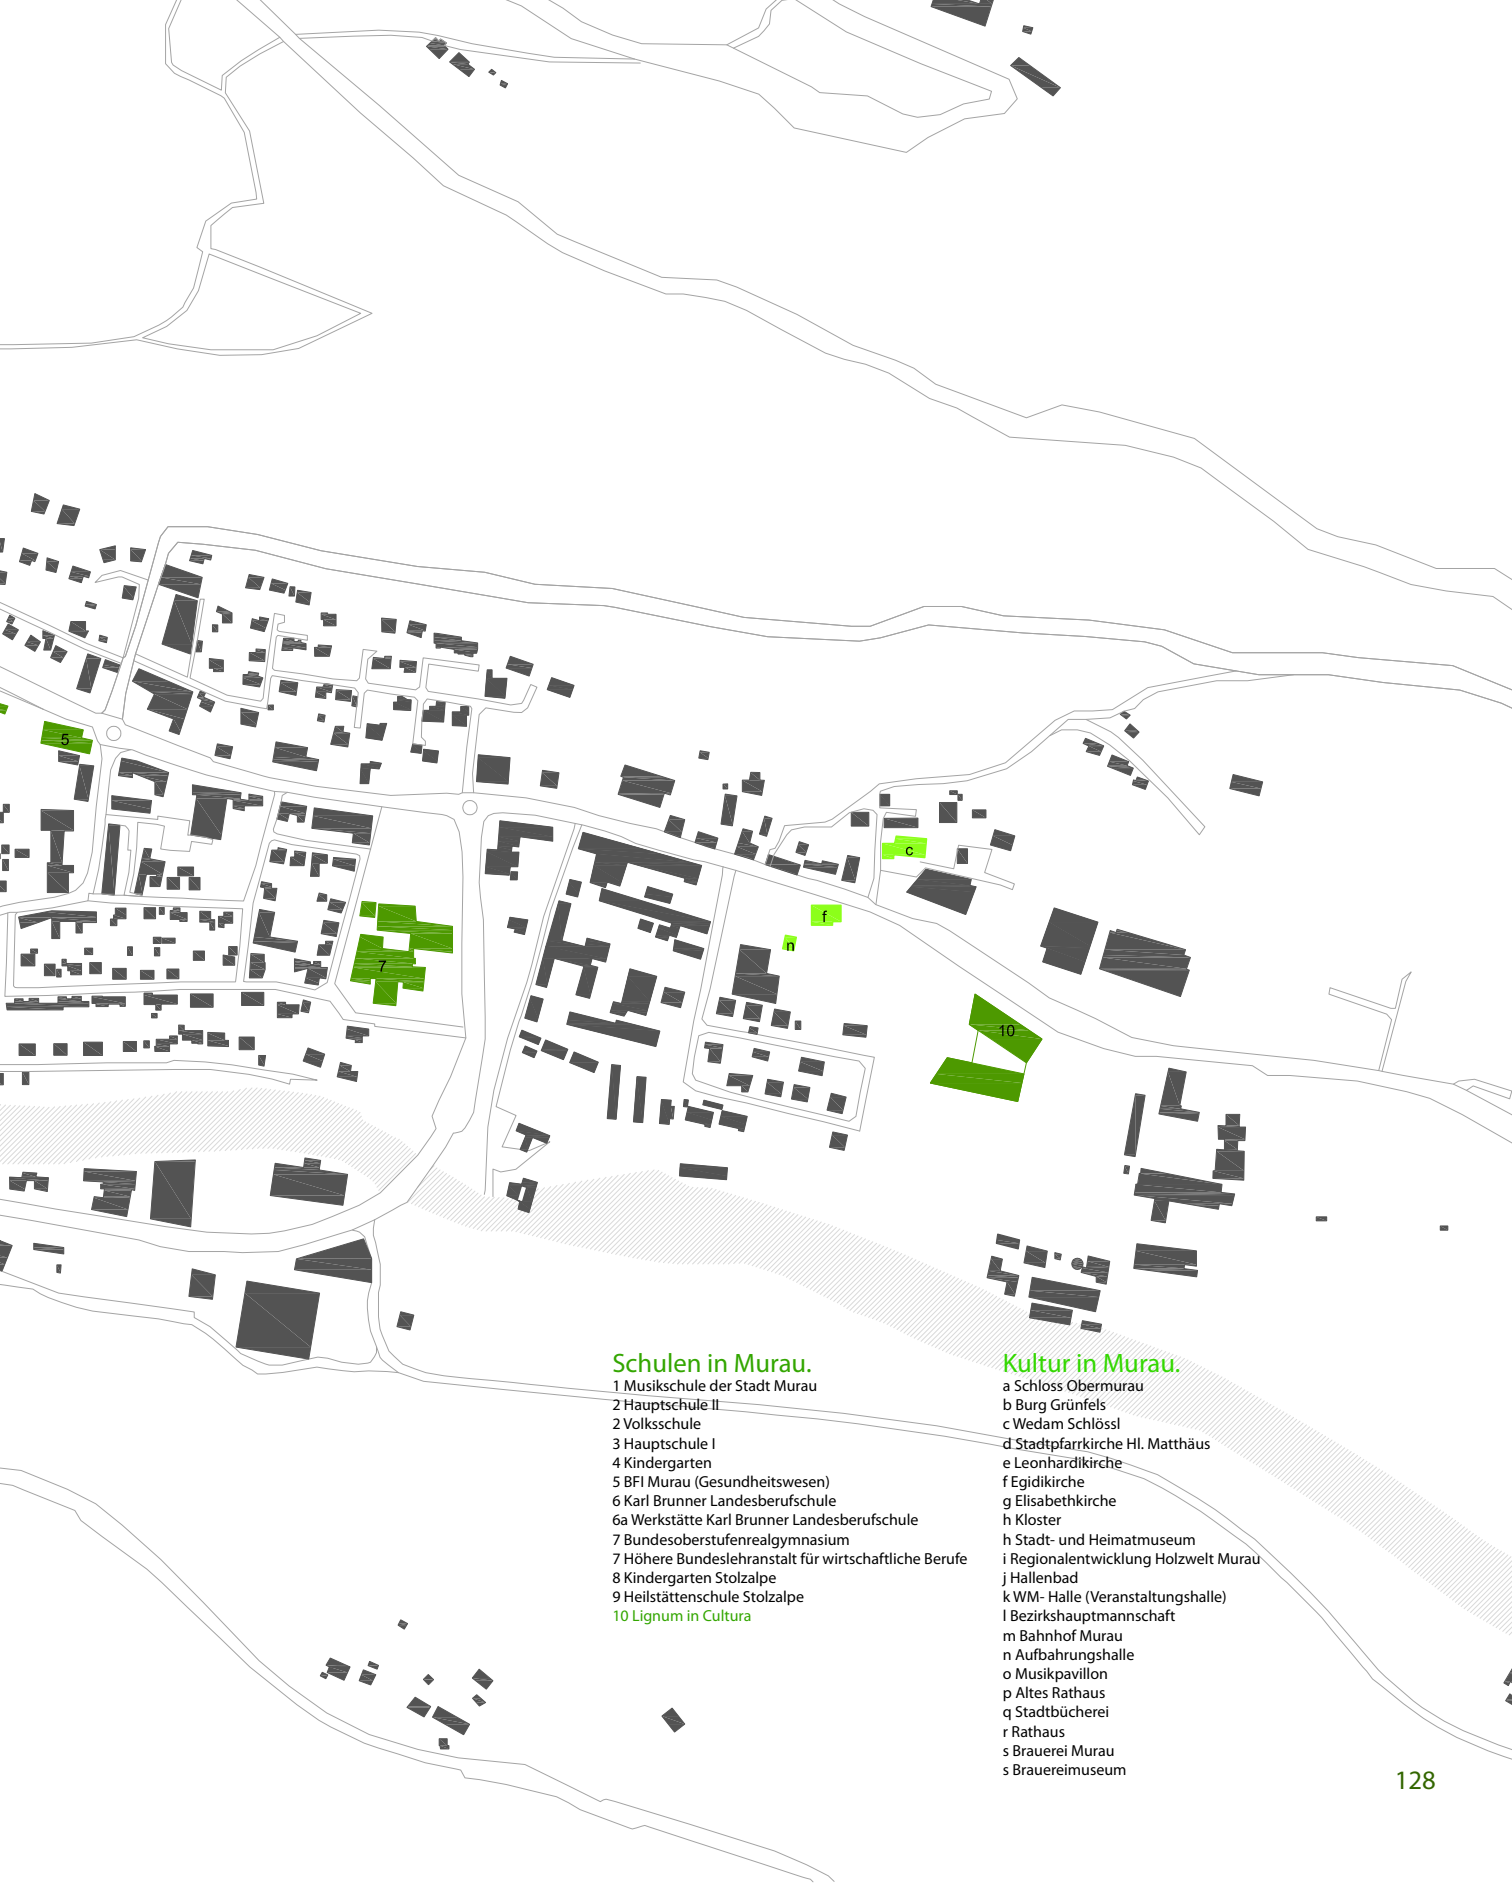 5
c
f
n
7
10
Schulen in Murau.
1 Musikschule der Stadt Murau
2 Hauptschule II
2 Volksschule
3 Hauptschule I
4 Kindergarten
5 BFI Murau (Gesundheitswesen)
6 Karl Brunner Landesberufschule
6a Werkstätte Karl Brunner Landesberufschule
7 Bundesoberstufenrealgymnasium
7 Höhere Bundeslehranstalt für wirtschaftliche Berufe
8 Kindergarten Stolzalpe
9 Heilstättenschule Stolzalpe
10 Lignum in Cultura
Kultur in Murau.
a Schloss Obermurau
b Burg Grünfels
c Wedam Schlössl
d Stadtpfarrkirche Hl. Matthäus
e Leonhardikirche
f Egidikirche
g Elisabethkirche
h Kloster
h Stadt- und Heimatmuseum
i Regionalentwicklung Holzwelt Murau
j Hallenbad
k WM- Halle (Veranstaltungshalle)
l Bezirkshauptmannschaft
m Bahnhof Murau
n Aufbahrungshalle
o Musikpavillon
p Altes Rathaus
q Stadtbücherei
r Rathaus
s Brauerei Murau
s Brauereimuseum
128